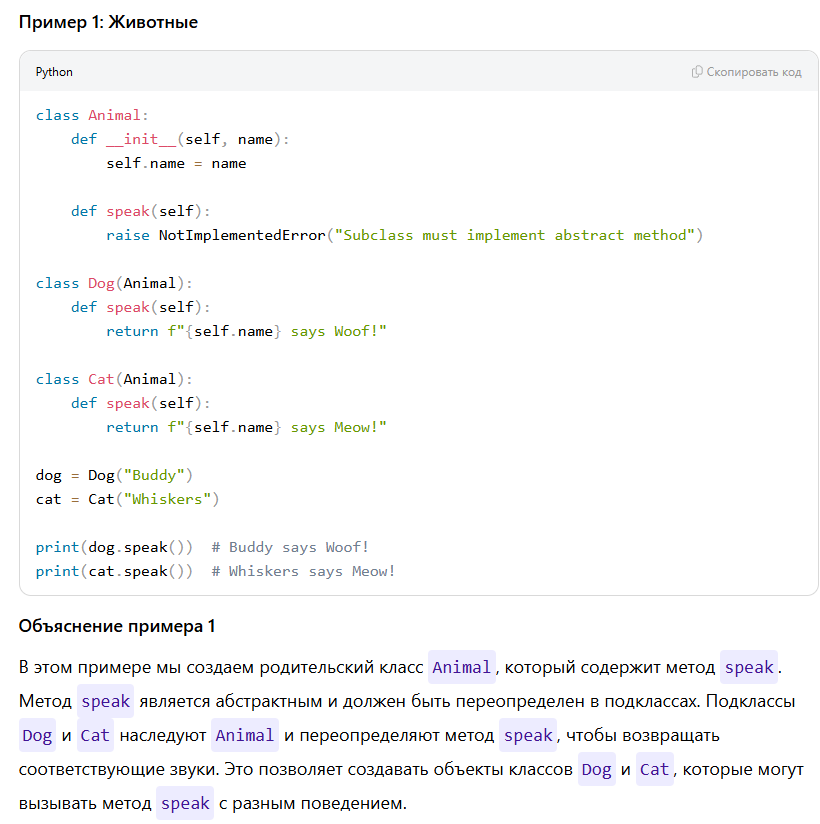 Пример 1: Животные
Python
Скопировать код
class Animal:
    def __init__(self, name):
        self.name = name
    def speak(self):
        raise NotImplementedError("Subclass must implement abstract method")
class Dog(Animal):
    def speak(self):
        return f"{self.name} says Woof!"
class Cat(Animal):
    def speak(self):
        return f"{self.name} says Meow!"
dog = Dog("Buddy")
cat = Cat("Whiskers")
print(dog.speak())  # Buddy says Woof!
print(cat.speak())  # Whiskers says Meow!
Объяснение примера 1
В этом примере мы создаем родительский класс Animal, который содержит метод speak.
Метод speak является абстрактным и должен быть переопределен в подклассах. Подклассы
Dog и Cat наследуют Animal и переопределяют метод speak, чтобы возвращать
соответствующие звуки. Это позволяет создавать объекты классов Dog и Cat, которые могут
вызывать метод speak с разным поведением.